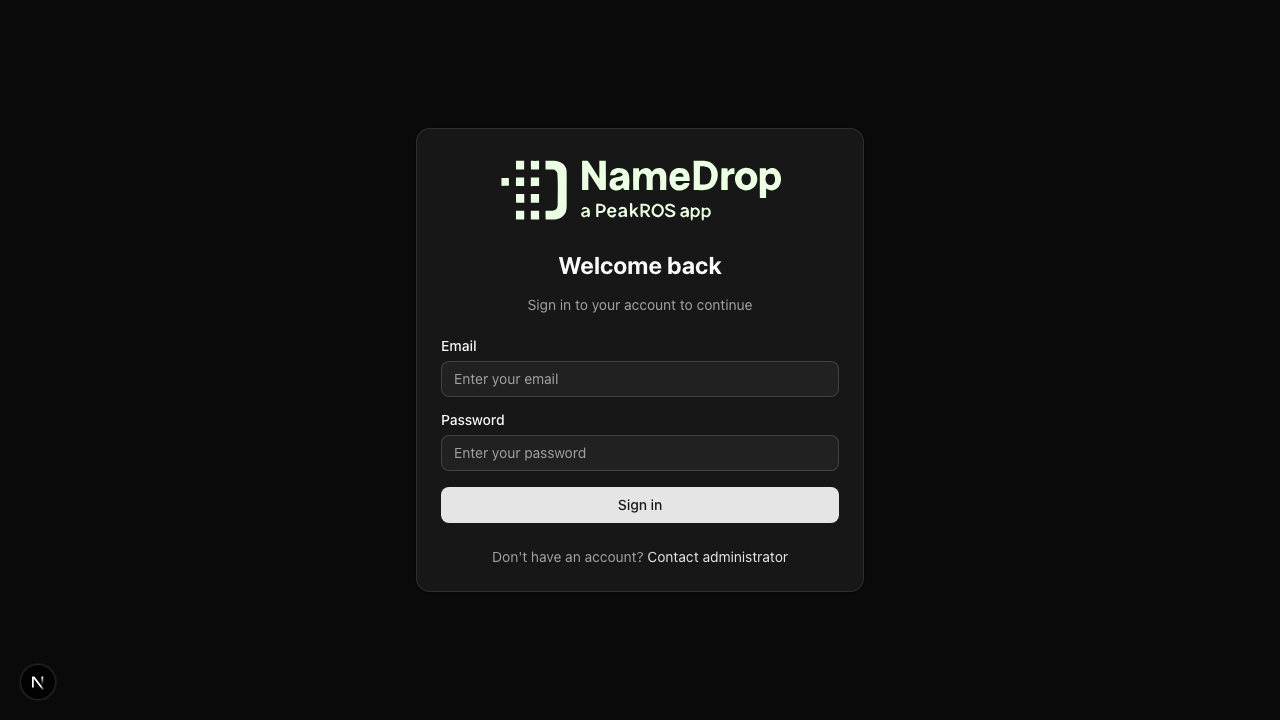 NameDrop
a PeakROS app
Welcome back
Sign in to your account to continue
Email
Enter your email
Password
Enter your password
Sign in
Don't have an account? Contact administrator
N